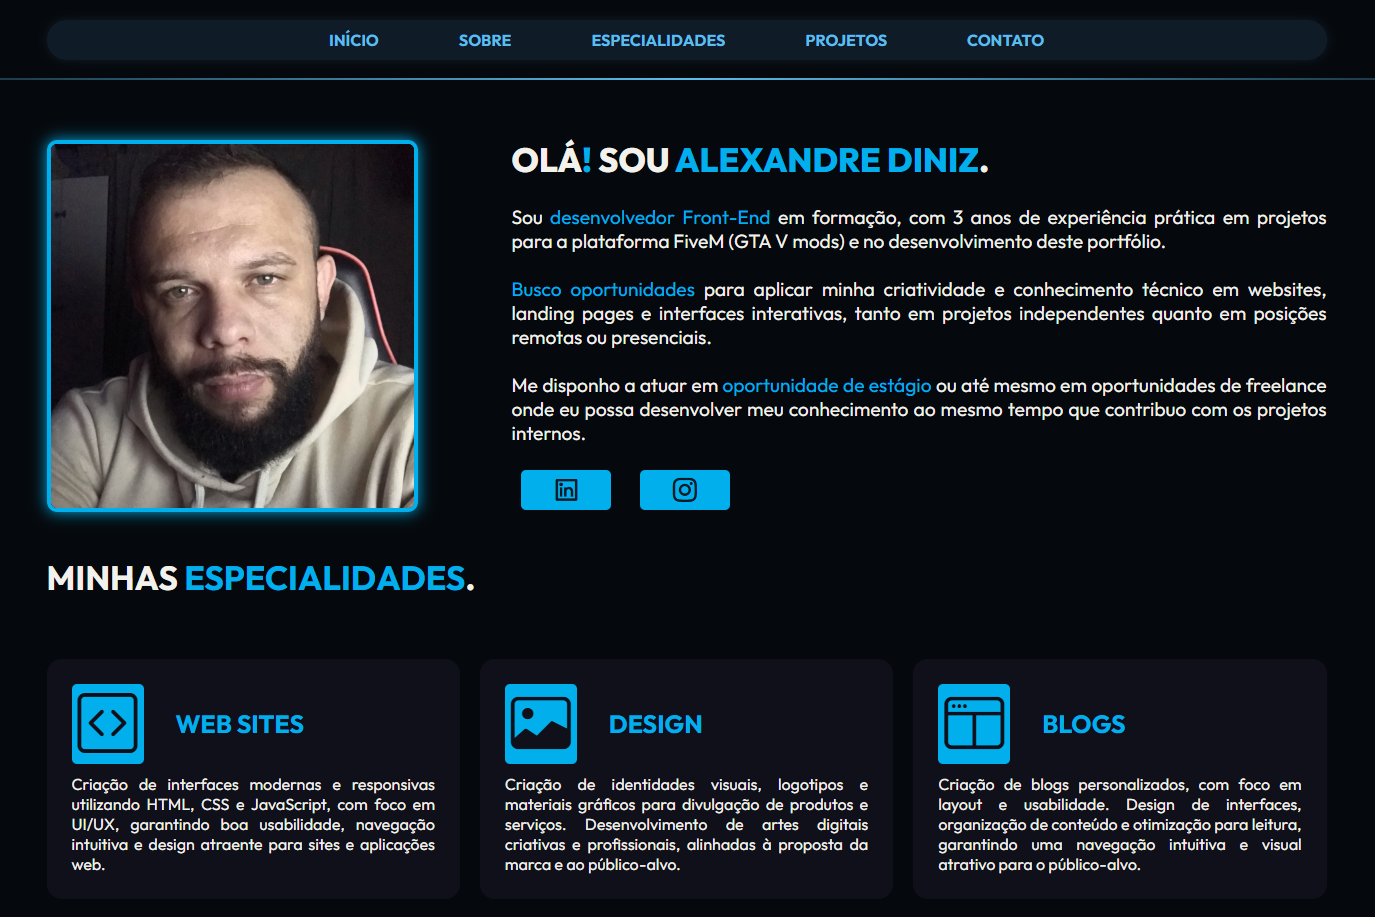 INÍCIO SOBRE ESPECIALIDADES PROJETOS CONTATO
OLÁ! SOU ALEXANDRE DINIZ.
Sou desenvolvedor Front-End em formação, com 3 anos de experiência prática em projetos
para a plataforma FiveM (GTA V mods) e no desenvolvimento deste portfólio.
Busco oportunidades para aplicar minha criatividade e conhecimento técnico em websites,
landing pages e interfaces interativas, tanto em projetos independentes quanto em posições
remotas ou presenciais.
Me disponho a atuar em oportunidade de estágio ou até mesmo em oportunidades de freelance
onde eu possa desenvolver meu conhecimento ao mesmo tempo que contribuo com os projetos
internos.
MINHAS ESPECIALIDADES.
WEB SITES
Criação de interfaces modernas e responsivas
utilizando HTML, CSS e JavaScript, com foco em
UI/UX, garantindo boa usabilidade, navegação
intuitiva e design atraente para sites e aplicações
web.
DESIGN
Criação de identidades visuais, logotipos e
materiais gráficos para divulgação de produtos e
serviços. Desenvolvimento de artes digitais
criativas e profissionais, alinhadas à proposta da
marca e ao público-alvo.
BLOGS
Criação de blogs personalizados, com foco em
layout e usabilidade. Design de interfaces,
organização de conteúdo e otimização para leitura,
garantindo uma navegação intuitiva e visual
atrativo para o público-alvo.